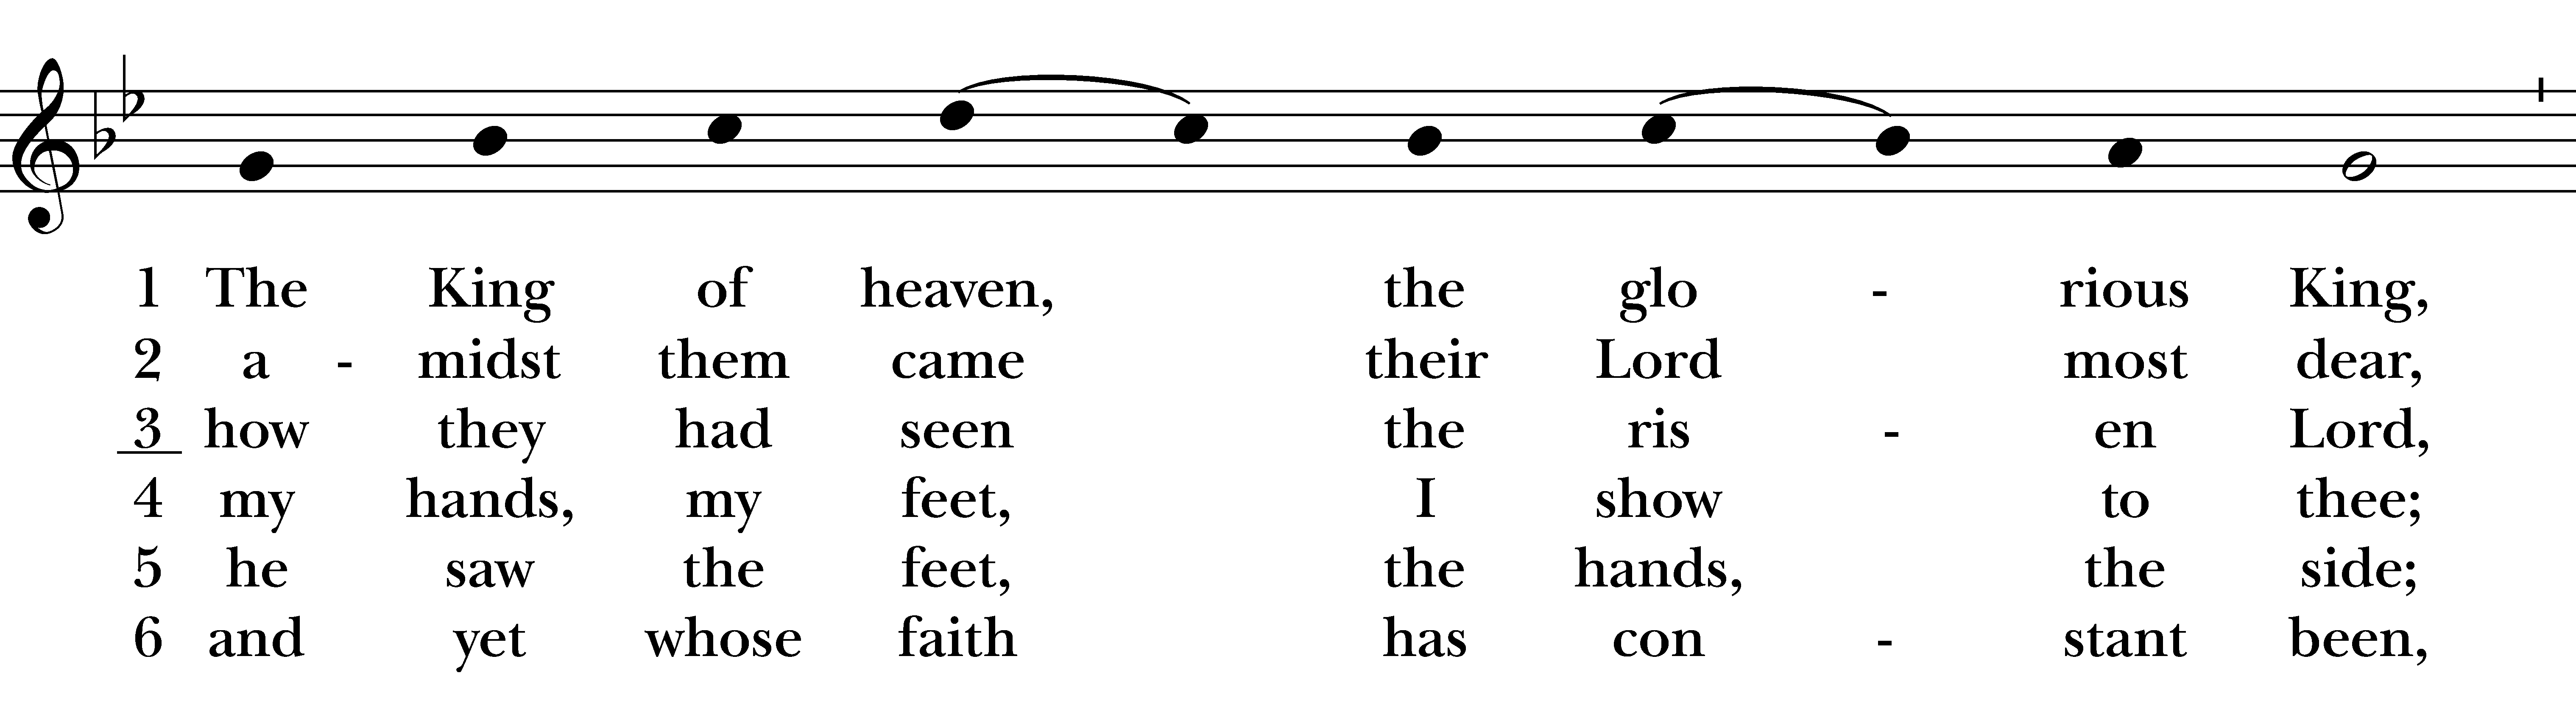 1 The King of heaven, the glo - rious King,
2 a - midst them came their Lord most dear,
3 how they had seen the ris - en Lord,
4 my hands, my feet, I show to thee;
5 he saw the feet, the hands, the side;
6 and yet whose faith has con - stant been,